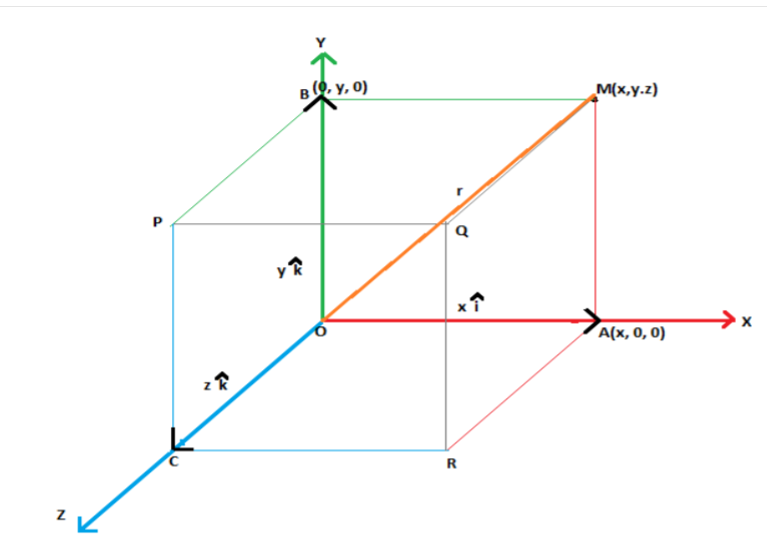 Y
B (0, y, 0)
M(x,y.z)
r
P
Q
y k̂
x î
X
O
A(x, 0, 0)
z k̂
C
R
Z